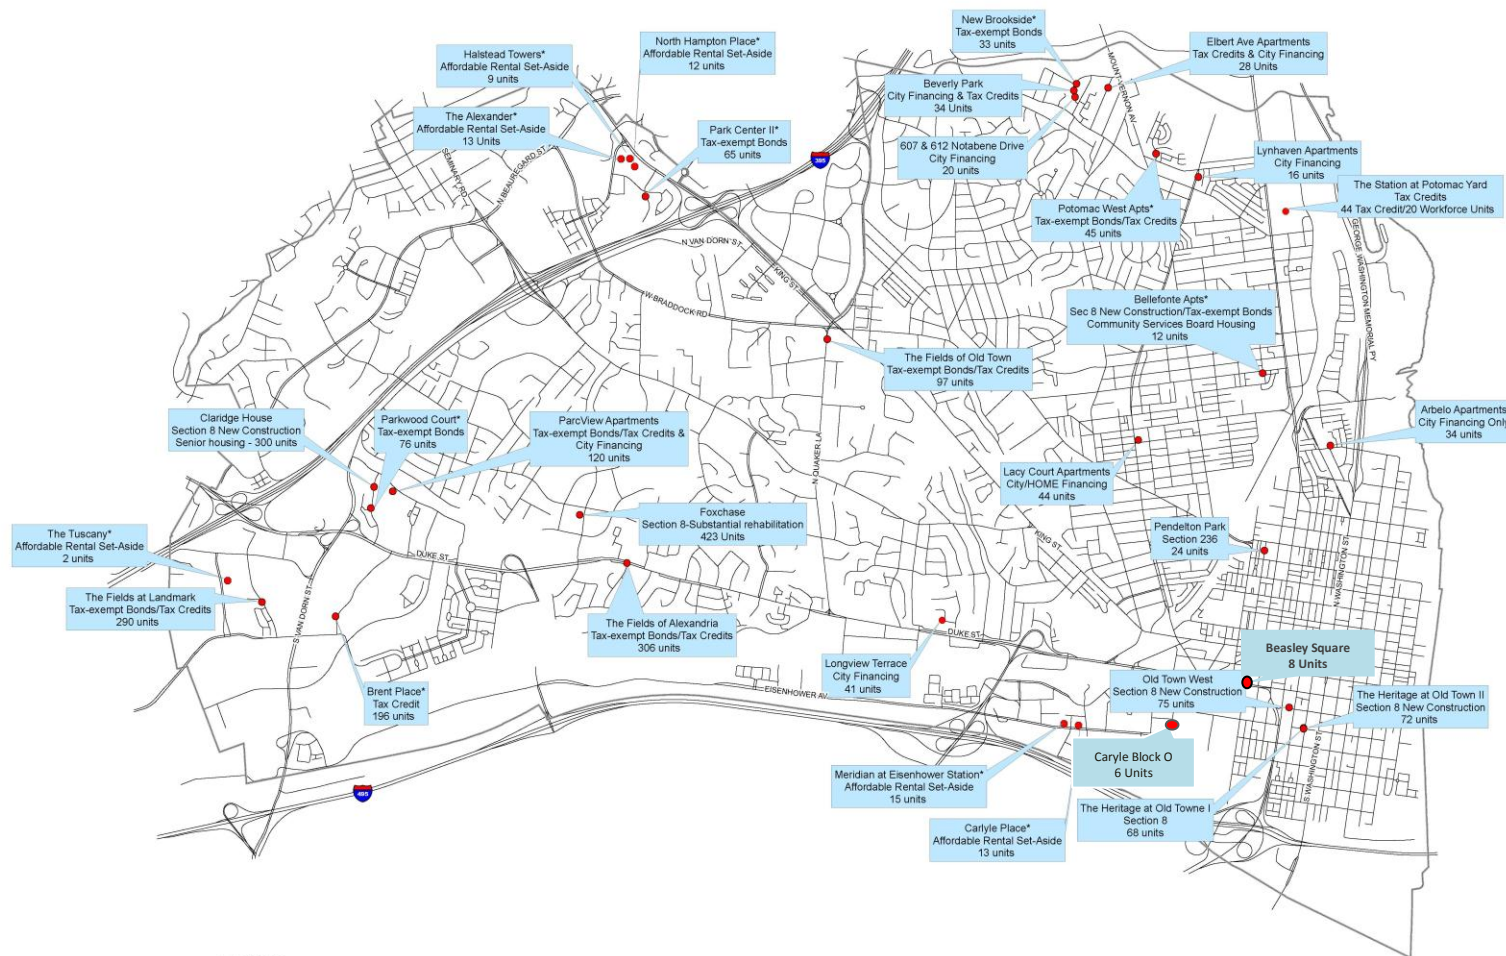 New Brookside*
Tax-exempt Bonds
33 units
North Hampton Place*
Affordable Rental Set-Aside
12 units
Elbert Ave Apartments
Tax Credits & City Financing
28 Units
Halstead Towers*
Affordable Rental Set-Aside
9 units
Beverly Park
City Financing & Tax Credits
34 Units
MOUNT VERNON AV
The Alexander*
Affordable Rental Set-Aside
13 Units
Park Center II*
Tax-exempt Bonds
65 units
607 & 612 Notabene Drive
City Financing
20 units
Lynhaven Apartments
City Financing
16 units
395
SEMINARY RD
N BEAUREGARD ST
The Station at Potomac Yard
Tax Credits
44 Tax Credit/20 Workforce Units
Potomac West Apts*
Tax-exempt Bonds/Tax Credits
45 units
N VAN DORN ST
KING ST
GEORGE WASHINGTON MEMORIAL PY
W BRADDOCK RD
Bellefonte Apts*
Sec 8 New Construction/Tax-exempt Bonds
Community Services Board Housing
12 units
The Fields of Old Town
Tax-exempt Bonds/Tax Credits
97 units
Claridge House
Section 8 New Construction
Senior housing - 300 units
Parkwood Court*
Tax-exempt Bonds
76 units
ParcView Apartments
Tax-exempt Bonds/Tax Credits &
City Financing
120 units
Arbelo Apartments
City Financing Only
34 units
N QUAKER LA
Lacy Court Apartments
City/HOME Financing
44 units
Foxchase
Section 8-Substantial rehabilitation
423 Units
Pendelton Park
Section 236
24 units
KING ST
The Tuscany*
Affordable Rental Set-Aside
2 units
DUKE ST
N WASHINGTON ST
The Fields at Landmark
Tax-exempt Bonds/Tax Credits
290 units
S VAN DORN ST
The Fields of Alexandria
Tax-exempt Bonds/Tax Credits
306 units
DUKE ST
Longview Terrace
City Financing
41 units
Beasley Square
8 Units
Brent Place*
Tax Credit
196 units
EISENHOWER AV
Old Town West
Section 8 New Construction
75 units
The Heritage at Old Town II
Section 8 New Construction
72 units
S WASHINGTON ST
Caryle Block O
6 Units
Meridian at Eisenhower Station*
Affordable Rental Set-Aside
15 units
495
The Heritage at Old Towne I
Section 8
68 units
Carlyle Place*
Affordable Rental Set-Aside
13 units